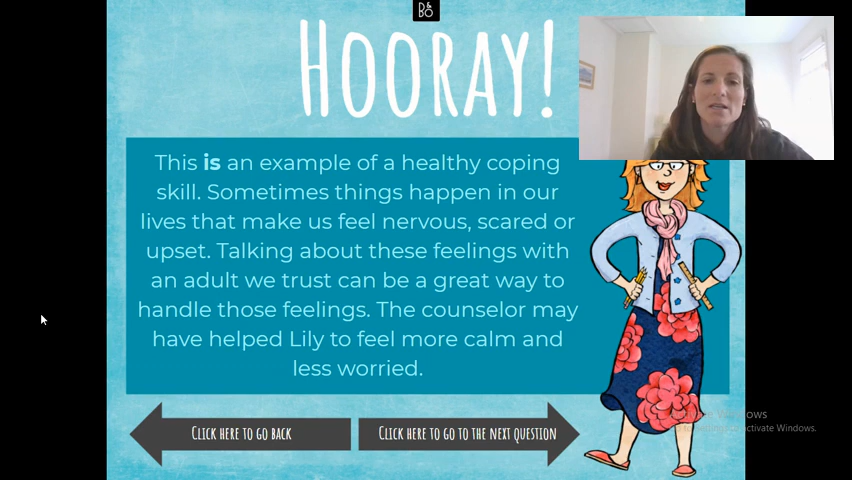 B&O
HOORAY!
This is an example of a healthy coping
skill. Sometimes things happen in our
lives that make us feel nervous, scared or
upset. Talking about these feelings with
an adult we trust can be a great way to
handle those feelings. The counselor may
have helped Lily to feel more calm and
less worried.
CLICK HERE TO GO BACK
CLICK HERE TO GO TO THE NEXT QUESTION
Windows
activate Windows.